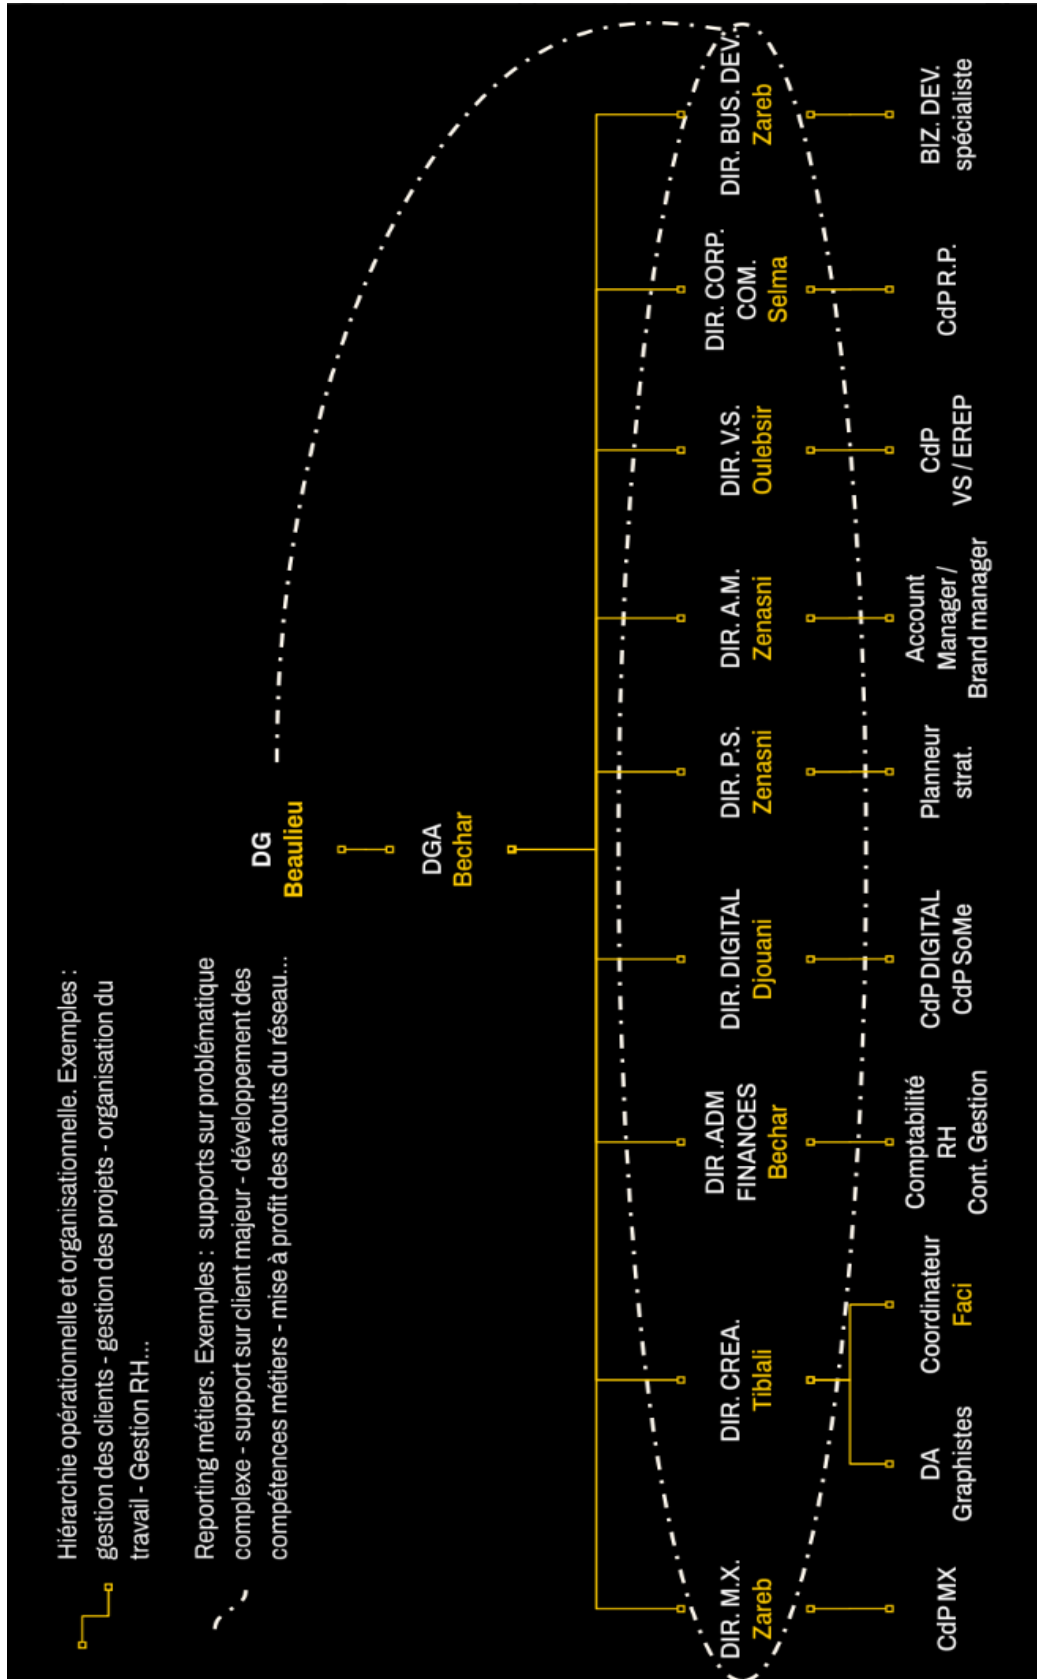 Hiérarchie opérationnelle et organisationnelle. Exemples :
gestion des clients - gestion des projets - organisation du
travail - Gestion RH...
Reporting métiers. Exemples : supports sur problématique
complexe - support sur client majeur - développement des
compétences métiers - mise à profit des atouts du réseau...
DG
Beaulieu
DGA
Bechar
DIR. M.X.
Zareb
DIR. CREA.
Tiblali
DIR .ADM
FINANCES
Bechar
DIR. DIGITAL
Djouani
DIR. P.S.
Zenasni
DIR. A.M.
Zenasni
DIR. V.S.
Oulebsir
DIR. CORP.
COM.
Selma
DIR. BUS. DEV.
Zareb
CdP MX
DA
Graphistes
Coordinateur
Faci
Comptabilité
RH
Cont. Gestion
CdP DIGITAL
CdP SoMe
Planneur
strat.
Account
Manager /
Brand manager
CdP
VS / EREP
CdP R.P.
BIZ. DEV.
spécialiste